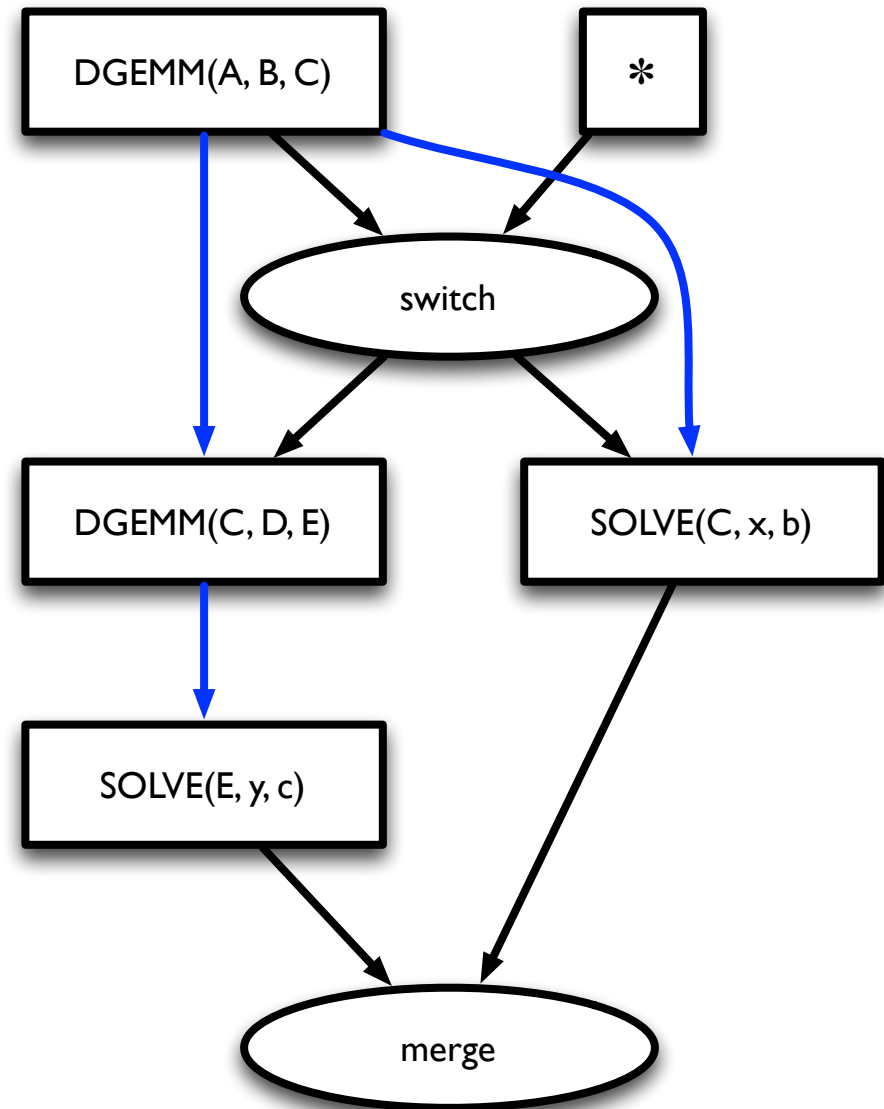 DGEMM(A, B, C)
*
switch
DGEMM(C, D, E)
SOLVE(C, x, b)
SOLVE(E, y, c)
merge